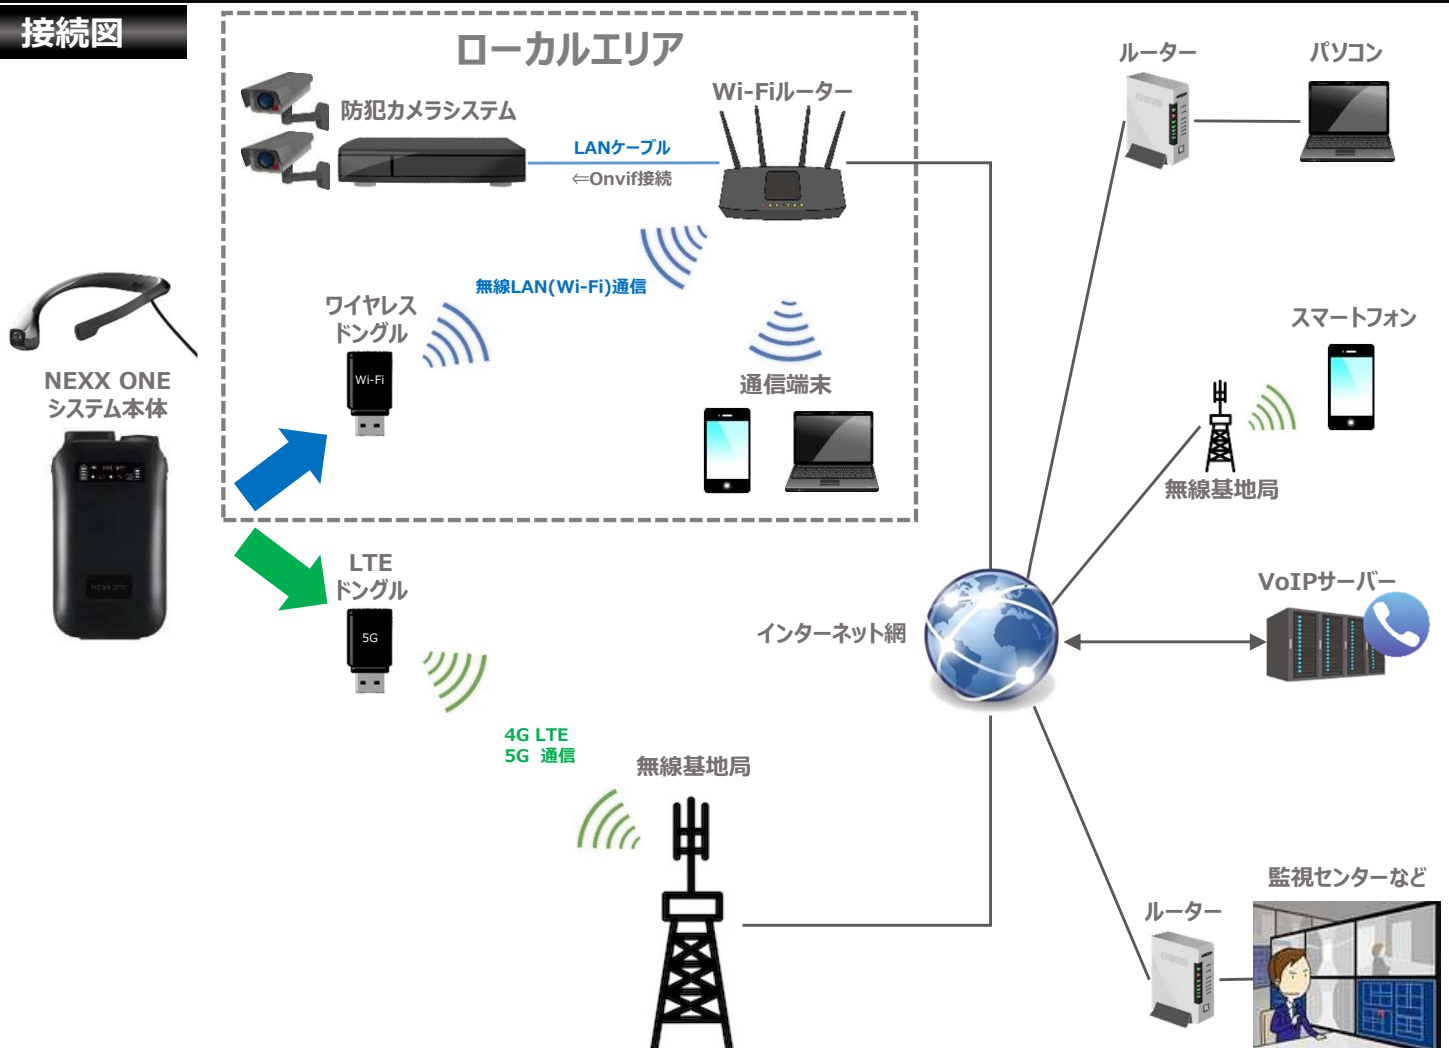 接続図
ローカルエリア
防犯カメラシステム
Wi-Fiルーター
LANケーブル
⇐Onvif接続
無線LAN(Wi-Fi)通信
ワイヤレス
ドングル
Wi-Fi
通信端末
NEXX ONE
システム本体
NEXX ONE
LTE
ドングル
5G
4G LTE
5G 通信
無線基地局
インターネット網
ルーター
パソコン
スマートフォン
無線基地局
VoIPサーバー
監視センターなど
ルーター